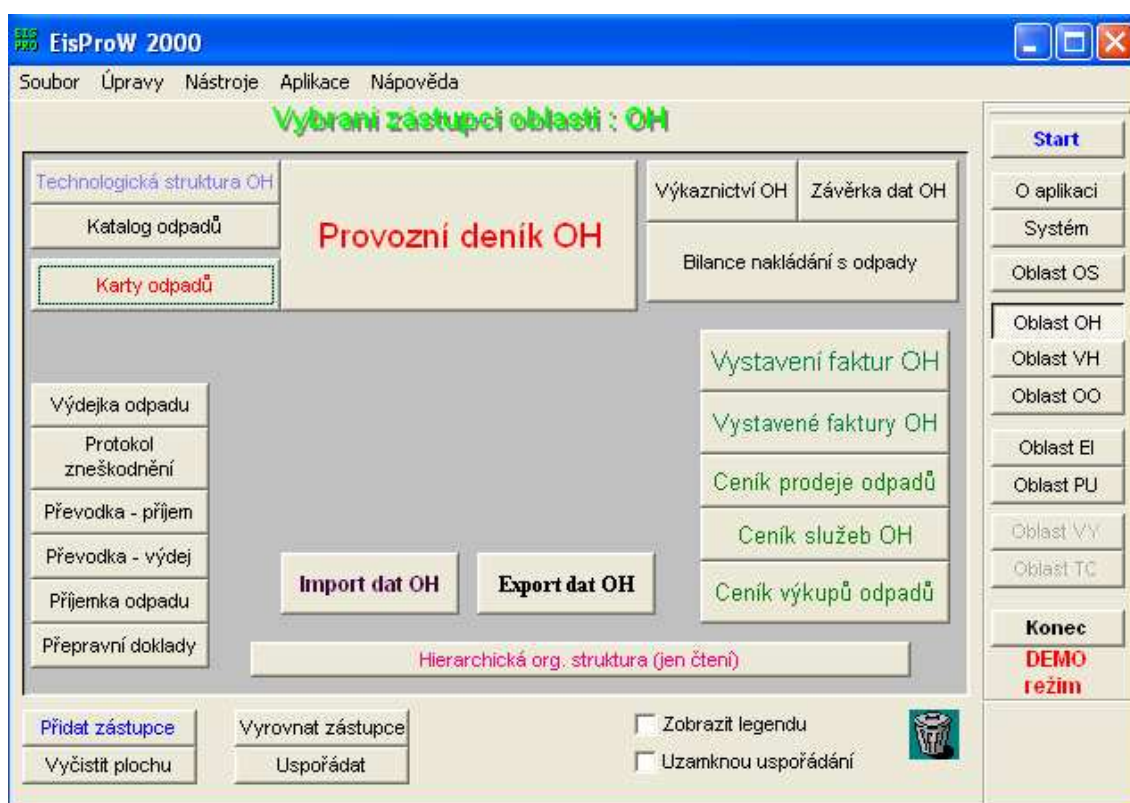 EIS PRO
EisProW 2000
Soubor Úpravy Nástroje Aplikace Nápověda
Vybraní zástupci oblasti : OH
Technologická struktura OH
Katalog odpadů
Karty odpadů
Provozní deník OH
Výkaznictví OH
Závěrka dat OH
Bilance nakládání s odpady
Výdejka odpadu
Protokol
zneškodnění
Převodka - příjem
Převodka - výdej
Příjemka odpadu
Přepravní doklady
Import dat OH
Export dat OH
Vystavení faktur OH
Vystavené faktury OH
Ceník prodeje odpadů
Ceník služeb OH
Ceník výkupů odpadů
Hierarchická org. struktura (jen čtení)
Přidat zástupce
Vyčistit plochu
Vyrovnat zástupce
Uspořádat
Zobrazit legendu
Uzamknou uspořádání
Start
O aplikaci
Systém
Oblast OS
Oblast OH
Oblast VH
Oblast OO
Oblast EI
Oblast PU
Oblast VY
Oblast TC
Konec
DEMO
režim